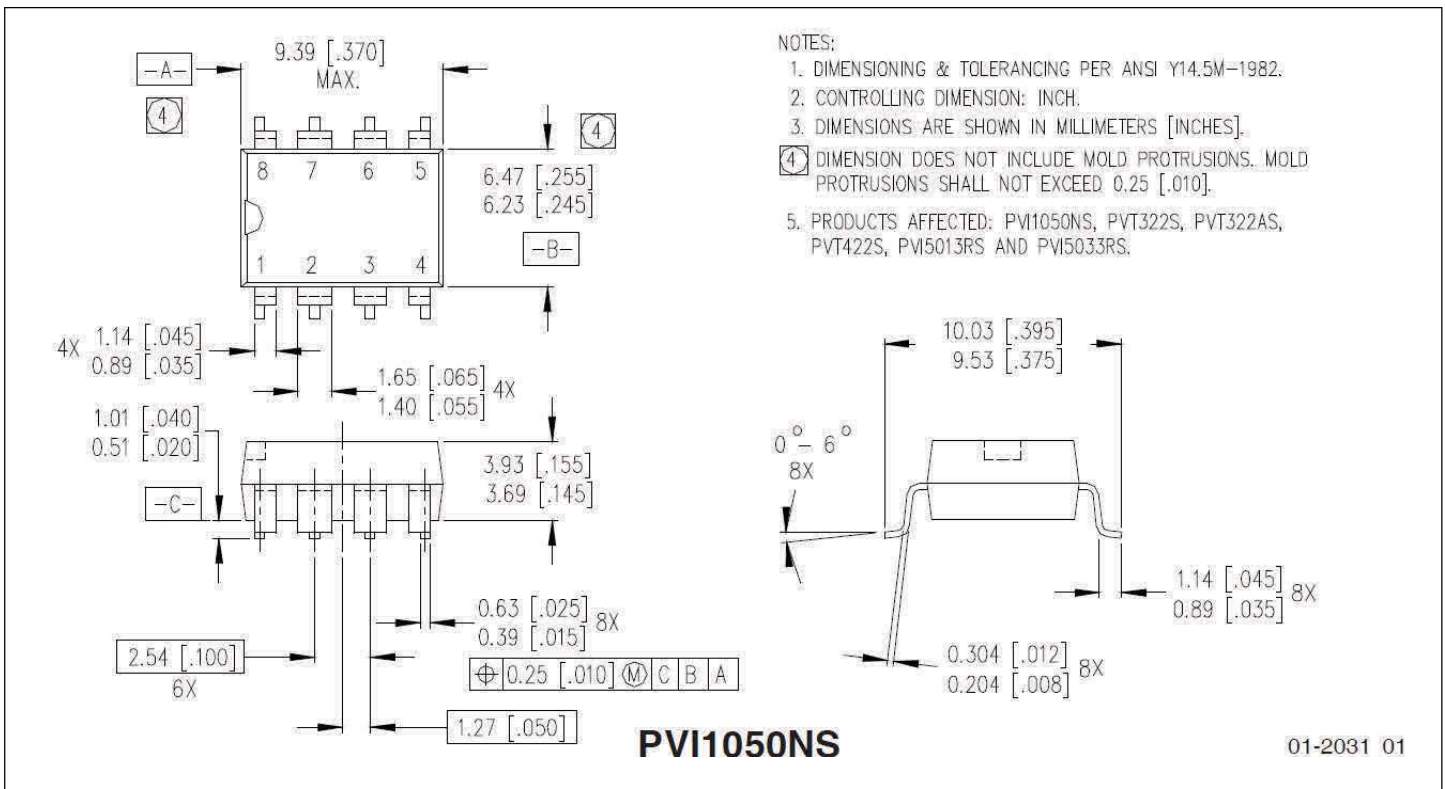 9.39 [.370]
MAX.
-A-
4
4
8 7 6 5
1 2 3 4
6.47 [.255]
6.23 [.245]
-B-
4X 1.14 [.045]
0.89 [.035]
1.65 [.065] 4X
1.40 [.055]
1.01 [.040]
0.51 [.020]
-C-
3.93 [.155]
3.69 [.145]
0.63 [.025] 8X
0.39 [.015]
2.54 [.100]
6X
⌖ 0.25 [.010] Ⓜ C B A
1.27 [.050]
NOTES:
1. DIMENSIONING & TOLERANCING PER ANSI Y14.5M-1982.
2. CONTROLLING DIMENSION: INCH.
3. DIMENSIONS ARE SHOWN IN MILLIMETERS [INCHES].
4 DIMENSION DOES NOT INCLUDE MOLD PROTRUSIONS. MOLD
PROTRUSIONS SHALL NOT EXCEED 0.25 [.010].
5. PRODUCTS AFFECTED: PVI1050NS, PVT322S, PVT322AS,
PVT422S, PVI5013RS AND PVI5033RS.
10.03 [.395]
9.53 [.375]
0° - 6°
8X
1.14 [.045] 8X
0.89 [.035]
0.304 [.012] 8X
0.204 [.008]
PVI1050NS
01-2031 01